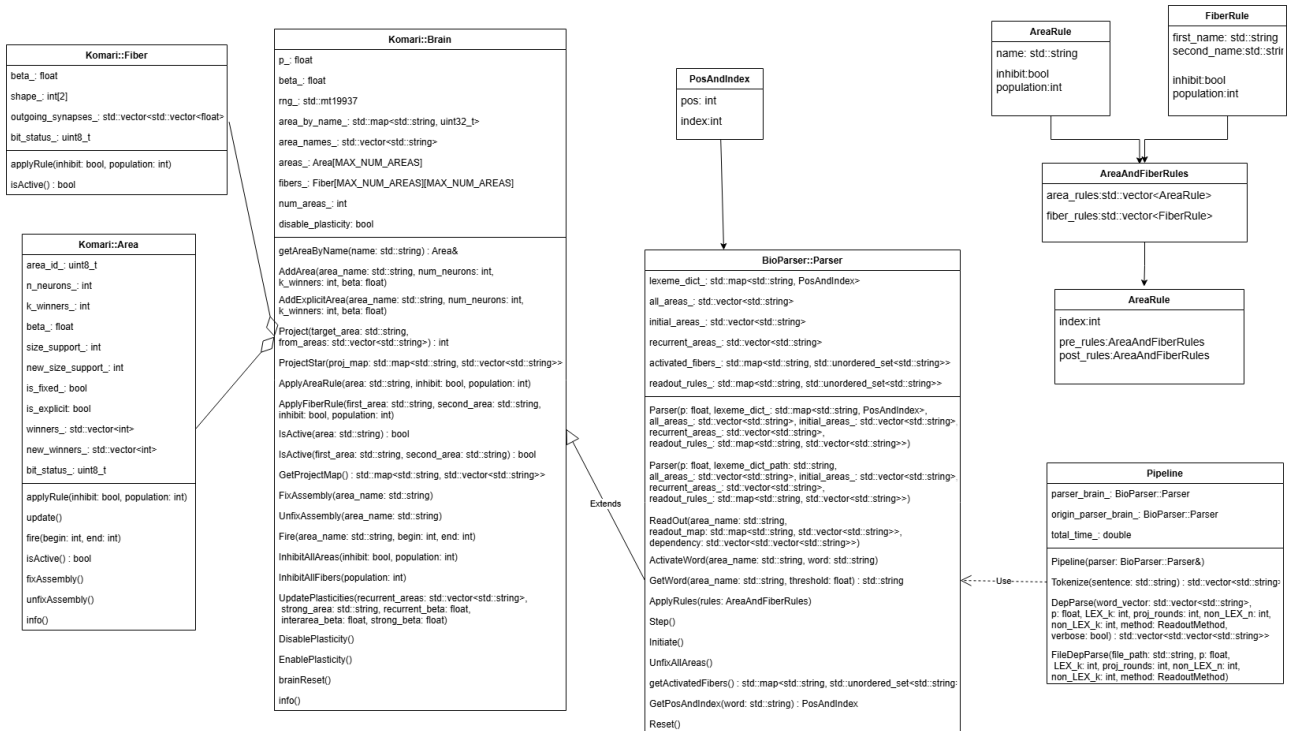 Komari::Fiber
beta_: float
shape_: int[2]
outgoing_synapses_: std::vector<std::vector<float>
bit_status_: uint8_t
applyRule(inhibit: bool, population: int)
isActive() : bool
Komari::Area
area_id_: uint8_t
n_neurons_: int
k_winners_: int
beta_: float
size_support_: int
new_size_support_: int
is_fixed_: bool
is_explicit: bool
winners_: std::vector<int>
new_winners_: std::vector<int>
bit_status_: uint8_t
applyRule(inhibit: bool, population: int)
update()
fire(begin: int, end: int)
isActive() : bool
fixAssembly()
unfixAssembly()
info()
Komari::Brain
p_: float
beta_: float
rng_: std::mt19937
area_by_name_: std::map<std::string, uint32_t>
area_names_: std::vector<string>
areas_: Area[MAX_NUM_AREAS]
fibers_: Fiber[MAX_NUM_AREAS][MAX_NUM_AREAS]
num_areas_: int
disable_plasticity: bool
getAreaByName(name: std::string) : Area&
AddArea(area_name: std::string, num_neurons: int,
k_winners: int, beta: float)
AddExplicitArea(area_name: std::string, num_neurons: int,
k_winners: int, beta: float)
Project(target_area: std::string,
from_areas: std::vector<std::string>) : int
ProjectStar(proj_map: std::map<std::string, std::vector<std::string>>
ApplyAreaRule(area: std::string, inhibit: bool, population: int)
ApplyFiberRule(first_area: std::string, second_area: std::string,
inhibit: bool, population: int)
IsActive(area: std::string) : bool
IsActive(first_area: std::string, second_area: std::string) : bool
GetProjectMap() : std::map<std::string, std::vector<std::string>>
FixAssembly(area_name: std::string)
UnfixAssembly(area_name: std::string)
Fire(area_name: std::string, begin: int, end: int)
InhibitAllAreas(inhibit: bool, population: int)
InhibitAllFibers(population: int)
UpdatePlasticities(recurrent_areas: std::vector<std::string>,
strong_area: std::string, recurrent_beta: float,
interarea_beta: float, strong_beta: float)
DisablePlasticity()
EnablePlasticity()
brainReset()
info()
Extends
PosAndIndex
pos: int
index:int
BioParser::Parser
lexeme_dict_: std::map<std::string, PosAndIndex>
all_areas_: std::vector<std::string>
initial_areas_: std::vector<string>
recurrent_areas_: std::vector<string>
activated_fibers_: std::map<std::string, std::unordered_set<std::string>>
readout_rules_: std::map<std::string, std::unordered_set<std::string>>
Parser(p: float, lexeme_dict_: std::map<std::string, PosAndIndex>,
all_areas_: std::vector<std::string>, initial_areas_: std::vector<string>,
recurrent_areas_: std::vector<string>,
readout_rules_: std::map<std::string, std::vector<std::string>>)
Parser(p: float, lexeme_dict_path: std::string,
all_areas_: std::vector<std::string>, initial_areas_: std::vector<string>,
recurrent_areas_: std::vector<string>,
readout_rules_: std::map<std::string, std::vector<std::string>>)
ReadOut(area_name: std::string,
readout_map: std::map<std::string, std::vector<std::string>>,
dependency: std::vector<std::vector<std::string>>)
ActivateWord(area_name: std::string, word: std::string)
GetWord(area_name: std::string, threshold: float) : std::string
ApplyRules(rules: AreaAndFiberRules)
Step()
Initiate()
UnfixAllAreas()
getActivatedFibers() : std::map<std::string, std::unordered_set<std::string>
GetPosAndIndex(word: std::string) : PosAndIndex
Reset()
Use
AreaRule
name: std::string
inhibit:bool
population:int
FiberRule
first_name: std::string
second_name:std::strin
inhibit:bool
population:int
AreaAndFiberRules
area_rules:std::vector<AreaRule>
fiber_rules:std::vector<FiberRule>
AreaRule
index:int
pre_rules:AreaAndFiberRules
post_rules:AreaAndFiberRules
Pipeline
parser_brain_: BioParser::Parser
origin_parser_brain_: BioParser::Parser
total_time_: double
Pipeline(parser: BioParser::Parser&)
Tokenize(sentence: std::string) : std::vector<std::string>
DepParse(word_vector: std::vector<std::string>,
p: float, LEX_k: int, proj_rounds: int, non_LEX_n: int,
non_LEX_k: int, method: ReadoutMethod,
verbose: bool) : std::vector<std::vector<std::string>>
FileDepParse(file_path: std::string, p: float,
LEX_k: int, proj_rounds: int, non_LEX_n: int,
non_LEX_k: int, method: ReadoutMethod)